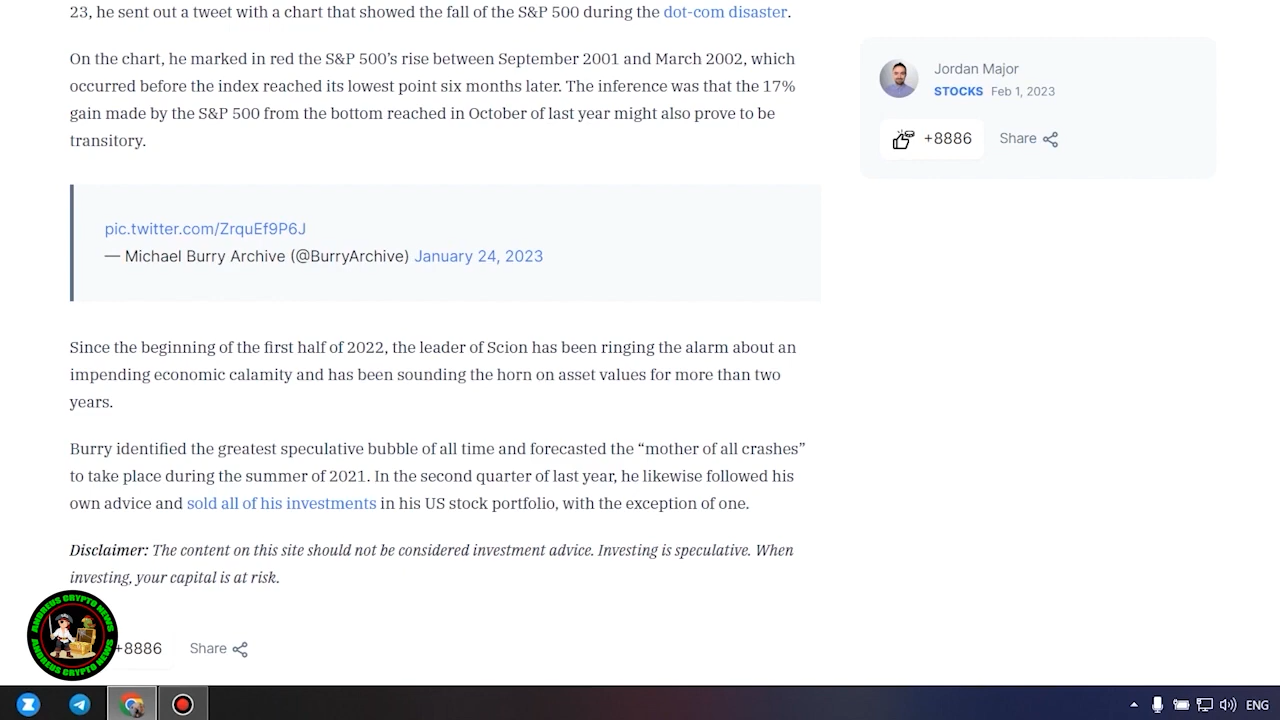 23, he sent out a tweet with a chart that showed the fall of the S&P 500 during the dot-com disaster.
On the chart, he marked in red the S&P 500’s rise between September 2001 and March 2002, which
occurred before the index reached its lowest point six months later. The inference was that the 17%
gain made by the S&P 500 from the bottom reached in October of last year might also prove to be
transitory.
pic.twitter.com/ZrquEf9P6J
— Michael Burry Archive (@BurryArchive) January 24, 2023
Since the beginning of the first half of 2022, the leader of Scion has been ringing the alarm about an
impending economic calamity and has been sounding the horn on asset values for more than two
years.
Burry identified the greatest speculative bubble of all time and forecasted the “mother of all crashes”
to take place during the summer of 2021. In the second quarter of last year, he likewise followed his
own advice and sold all of his investments in his US stock portfolio, with the exception of one.
Disclaimer: The content on this site should not be considered investment advice. Investing is speculative. When
investing, your capital is at risk.
+8886 Share
Jordan Major
STOCKS Feb 1, 2023
+8886 Share
ANDREUS CRYPTO NEWS
ANDREUS CRYPTO NEWS
ENG